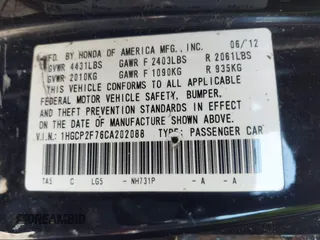 MFD. BY HONDA OF AMERICA MFG., INC. 06/12
GVWR 4431LBS GAWR F 2403LBS R 2061LBS
GVWR 2010KG GAWR F 1090KG R 935KG
THIS VEHICLE CONFORMS TO ALL APPLICABLE
FEDERAL MOTOR VEHICLE SAFETY, BUMPER,
AND THEFT PREVENTION STANDARDS IN EFFECT
ON THE DATE OF MANUFACTURE SHOWN ABOVE.
V.I.N.: 1HGCP2F76CA202088 TYPE: PASSENGER CAR
TA5 C LG5 - NH731P - A - A